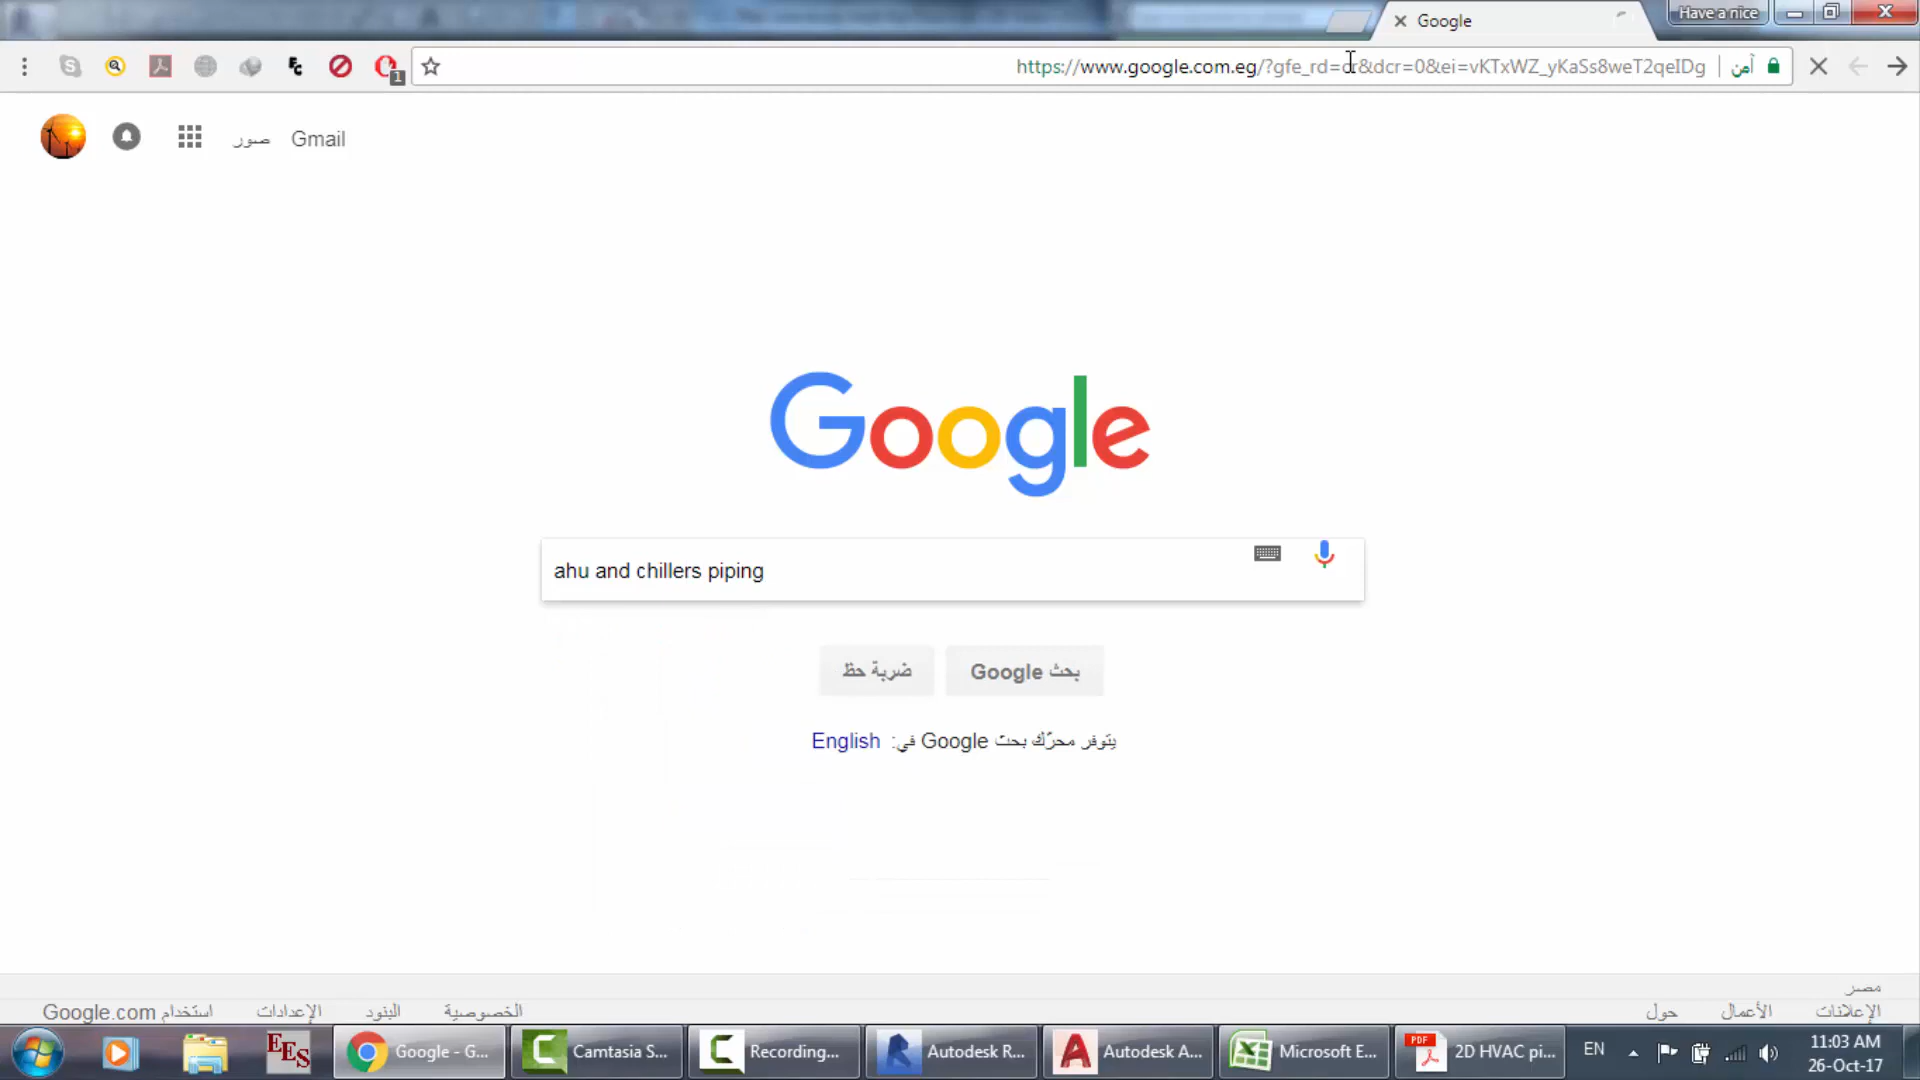 Google
Have a nice
1
https://www.google.com.eg/?gfe_rd=cr&dcr=0&ei=vKTxWZ_yKaSs8weT2qeIDg
آمن
صور
Gmail
Google
ahu and chillers piping
ضربة حظ
بحث Google
يتوفر محرّك بحث Google في: English
مصر
الإعلانات
الأعمال
حول
الخصوصية
البنود
الإعدادات
استخدام Google.com
EES
Google - G...
Camtasia S...
Recording...
Autodesk R...
Autodesk A...
Microsoft E...
PDF
2D HVAC pi...
EN
11:03 AM
26-Oct-17